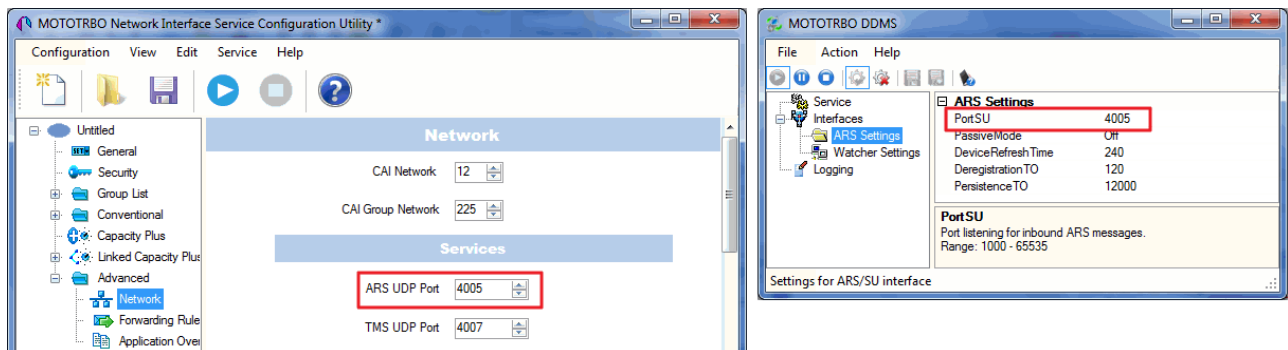 MOTOTRBO Network Interface Service Configuration Utility *
Configuration View Edit Service Help
Untitled
General
Security
Group List
Conventional
Capacity Plus
Linked Capacity Plus
Advanced
Network
Forwarding Rule
Application Over
Network
CAI Network 12
CAI Group Network 225
Services
ARS UDP Port 4005
TMS UDP Port 4007
MOTOTRBO DDMS
File Action Help
Service
Interfaces
ARS Settings
Watcher Settings
Logging
ARS Settings
PortSU 4005
PassiveMode Off
DeviceRefreshTime 240
DeregistrationTO 120
PersistenceTO 12000
PortSU
Port listening for inbound ARS messages.
Range: 1000 - 65535
Settings for ARS/SU interface